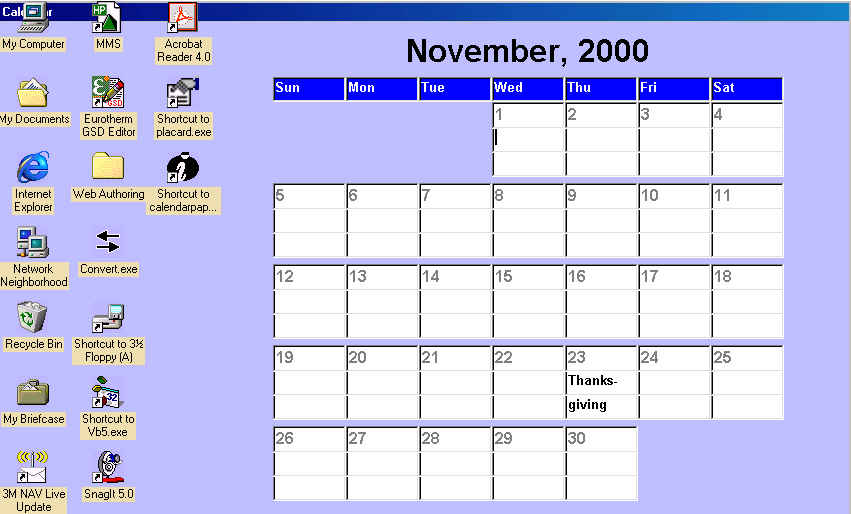 Calendar
My Computer
MMS
Acrobat
Reader 4.0
HP
My Documents
Eurotherm
GSD Editor
GSD
Shortcut to
placard.exe
Internet
Explorer
Web Authoring
Shortcut to
calendarpap...
Network
Neighborhood
Convert.exe
Recycle Bin
Shortcut to 3½
Floppy (A)
My Briefcase
Shortcut to
Vb5.exe
32
3M NAV Live
Update
SnagIt 5.0
November, 2000
Sun Mon Tue Wed Thu Fri Sat
1 2 3 4
5 6 7 8 9 10 11
12 13 14 15 16 17 18
19 20 21 22 23 24 25
Thanks-
giving
26 27 28 29 30